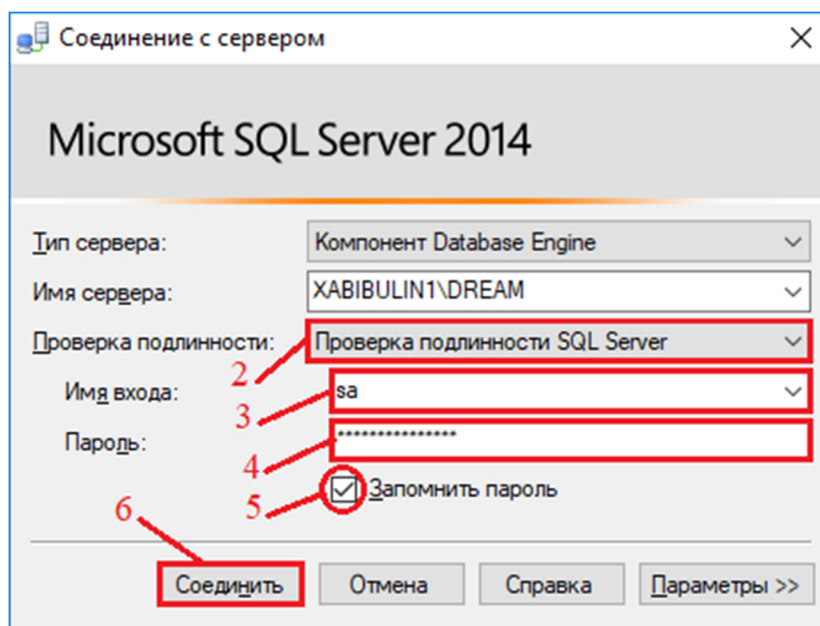 Соединение с сервером
Microsoft SQL Server 2014
Тип сервера: Компонент Database Engine
Имя сервера: XABIBULIN1\DREAM
Проверка подлинности: Проверка подлинности SQL Server
2
Имя входа: sa
3
Пароль: ***************
4
Запомнить пароль
5
6
Соединить Отмена Справка Параметры >>